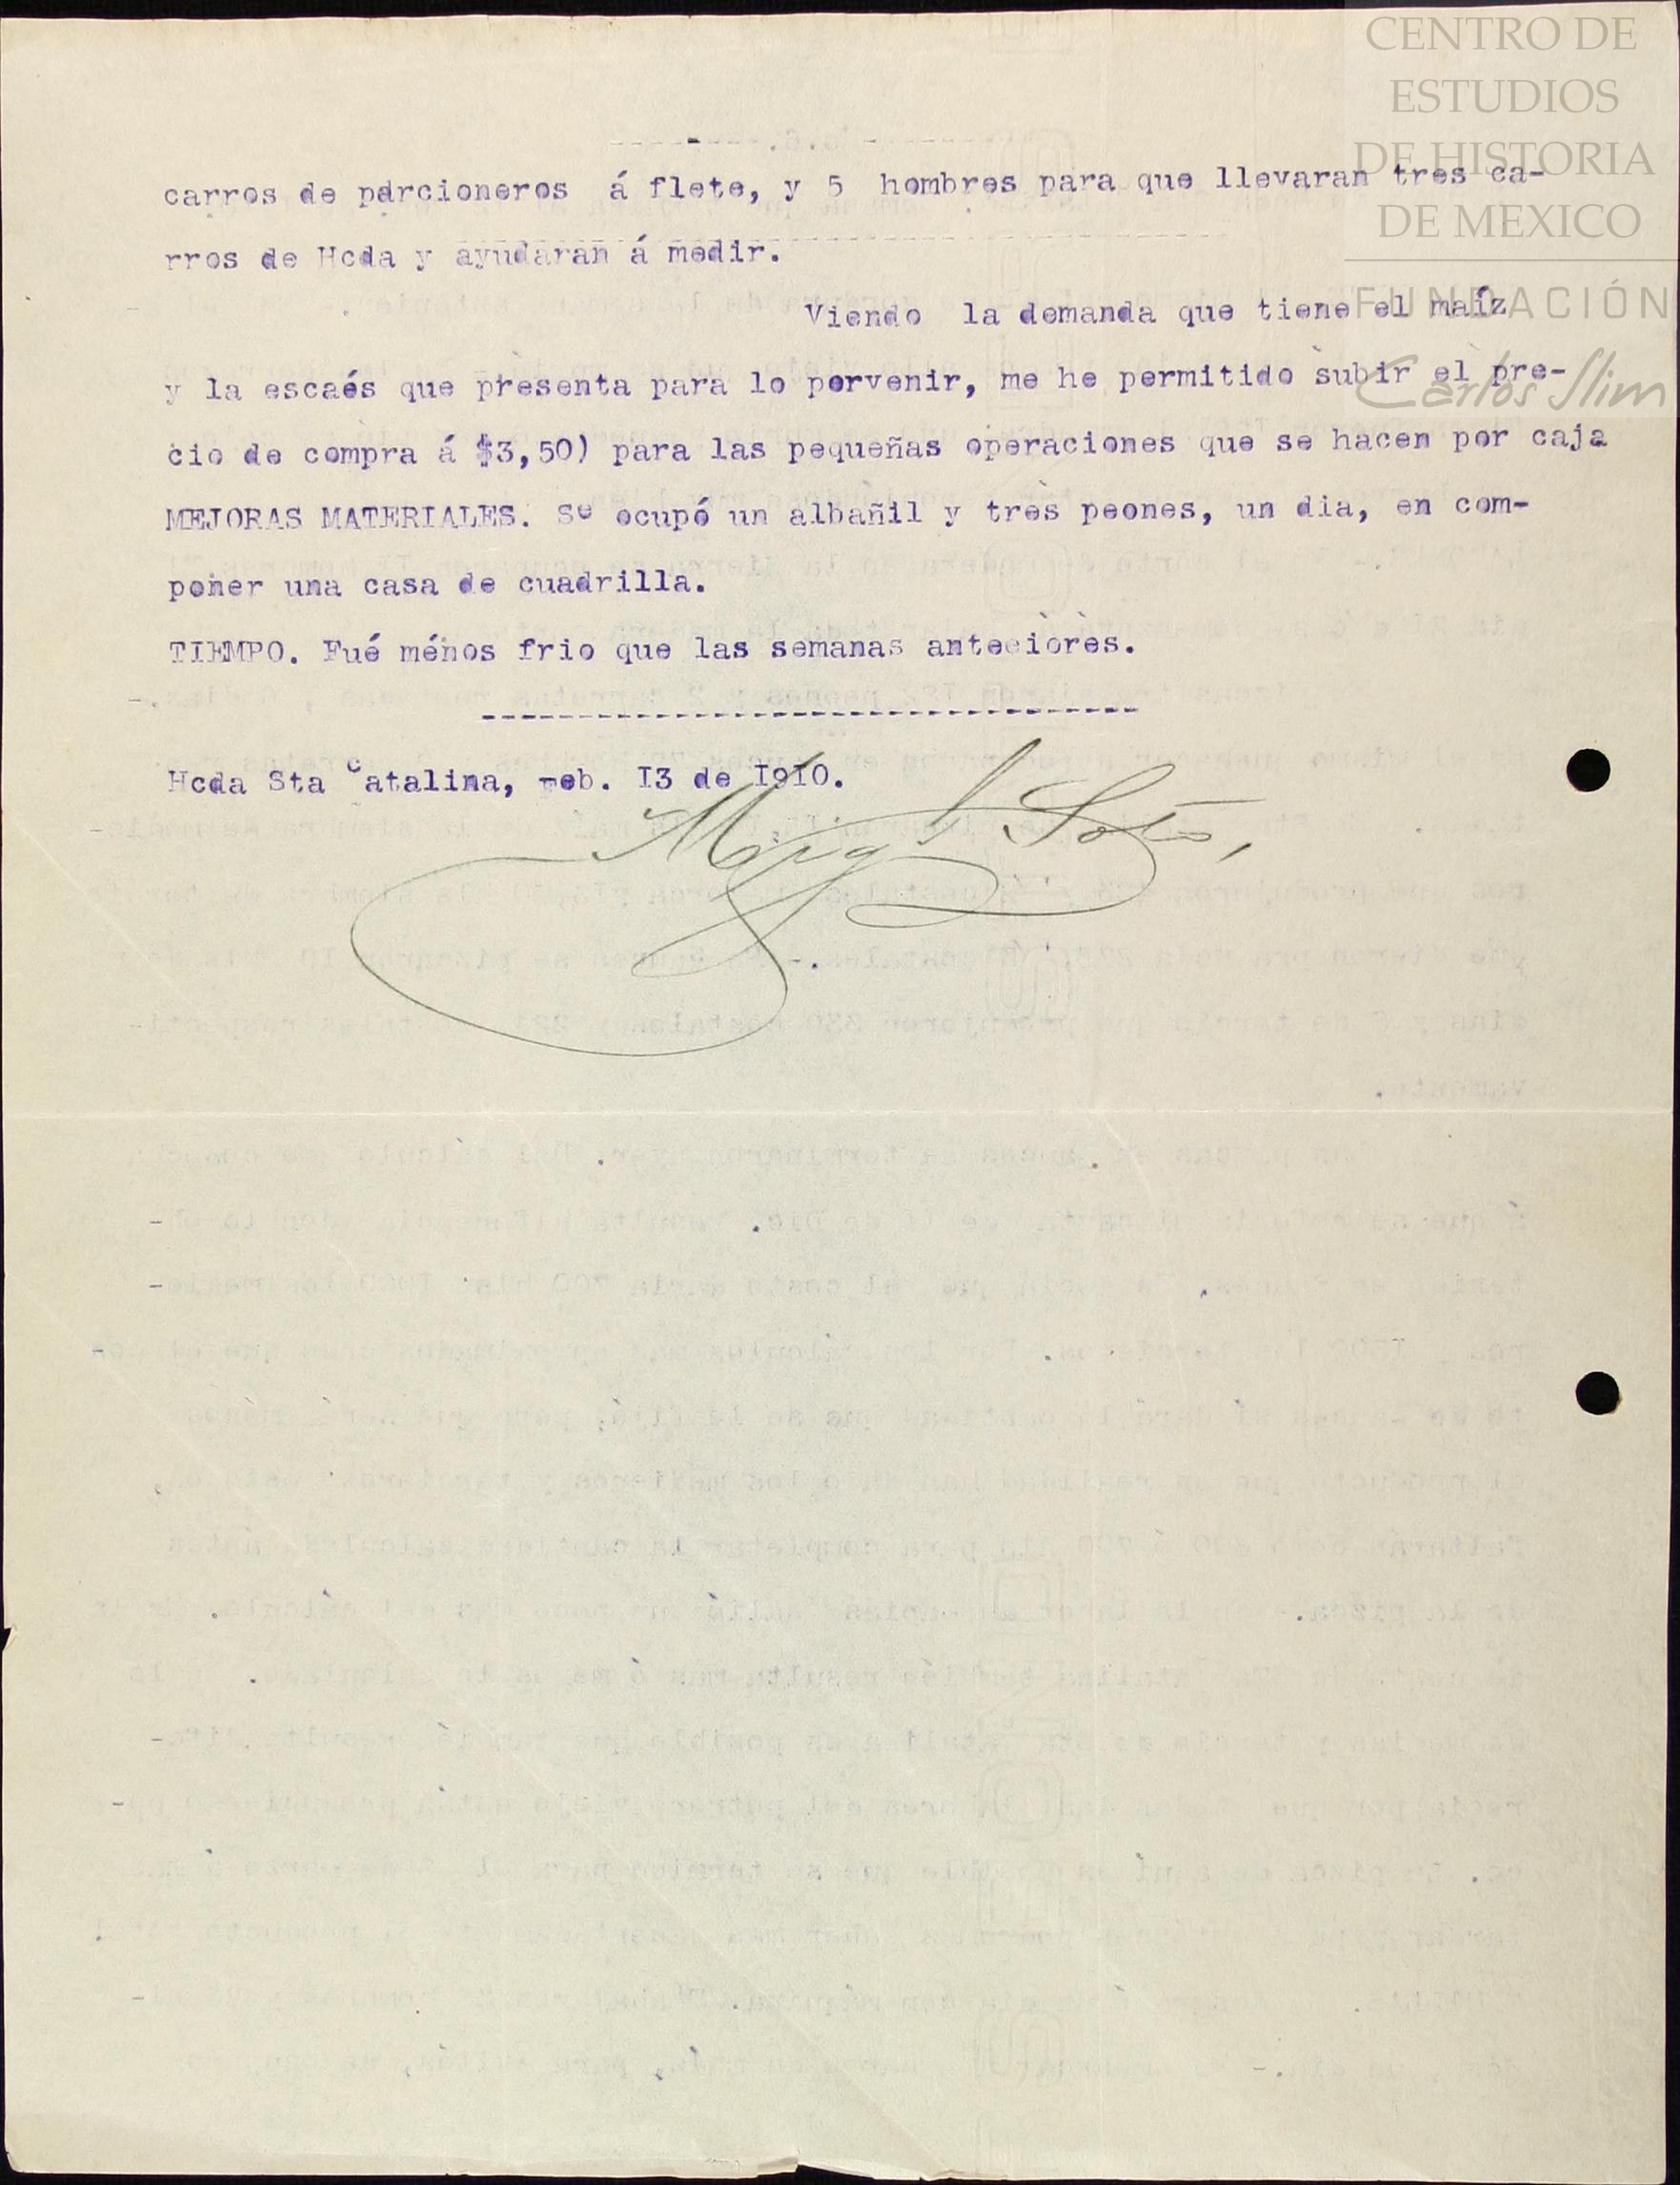 CENTRO DE
ESTUDIOS
DE HISTORIA
DE MEXICO
FUNDACIÓN
Carlos Slim
carros de parcioneros á flete, y 5 hombres para que llevaran tres ca-
rros de Hcda y ayudaran á medir.
Viendo la demanda que tiene el maíz
y la escaés que presenta para lo porvenir, me he permitido subir el pre-
cio de compra á $3,50) para las pequeñas operaciones que se hacen por caja
MEJORAS MATERIALES. Se ocupó un albañil y tres peones, un dia, en com-
poner una casa de cuadrilla.
TIEMPO. Fué ménos frio que las semanas anteciores.
---------------------------------
Hcda Sta Catalina, Feb. I3 de I9I0.
Soto,